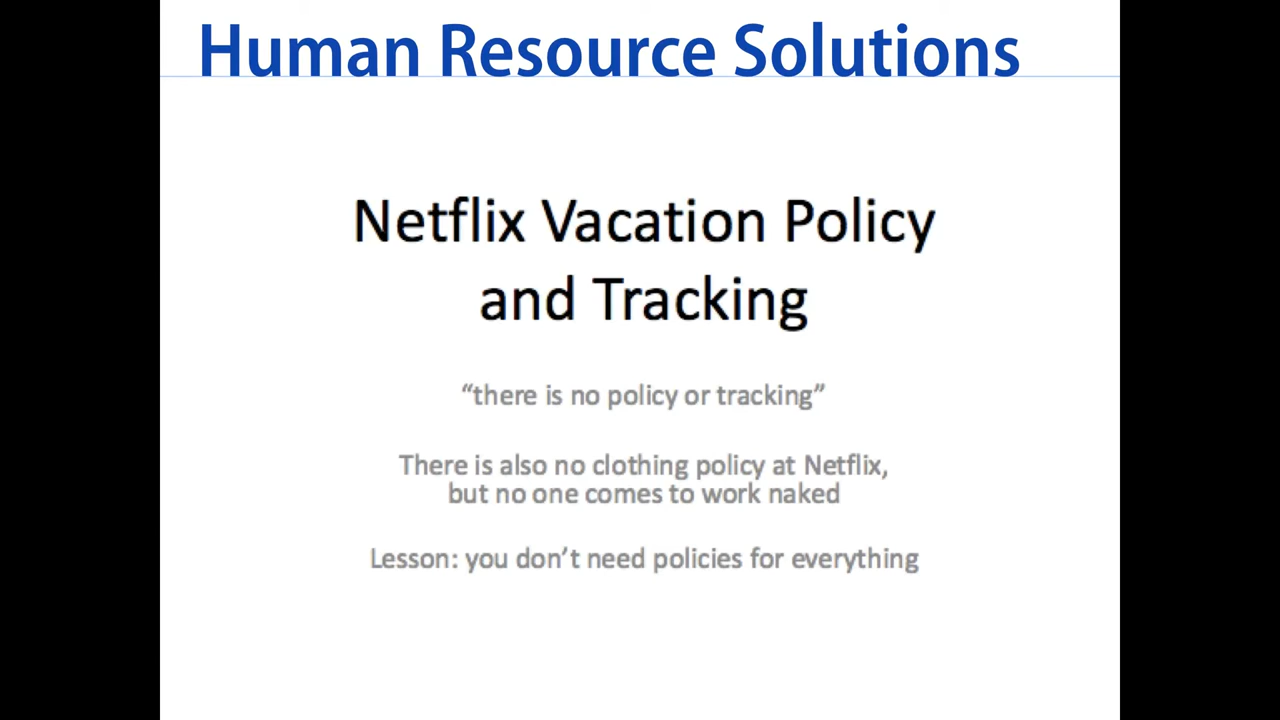 Human Resource Solutions
Netflix Vacation Policy
and Tracking
“there is no policy or tracking”
There is also no clothing policy at Netflix,
but no one comes to work naked
Lesson: you don’t need policies for everything